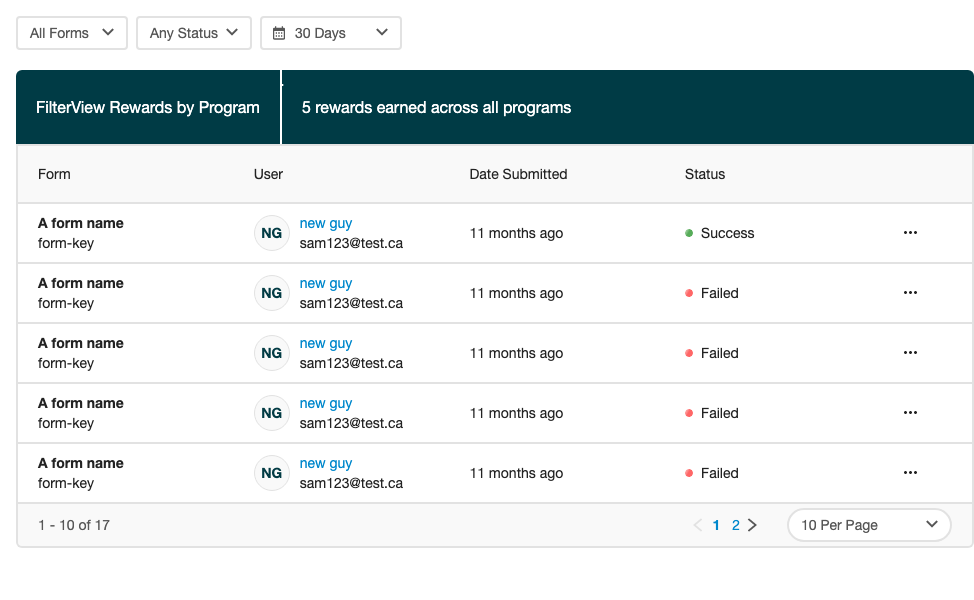 All Forms
Any Status
30 Days
FilterView Rewards by Program
5 rewards earned across all programs
Form User Date Submitted Status
A form name
form-key
NG
new guy
sam123@test.ca
11 months ago
Success
A form name
form-key
NG
new guy
sam123@test.ca
11 months ago
Failed
A form name
form-key
NG
new guy
sam123@test.ca
11 months ago
Failed
A form name
form-key
NG
new guy
sam123@test.ca
11 months ago
Failed
A form name
form-key
NG
new guy
sam123@test.ca
11 months ago
Failed
1 - 10 of 17
1 2
10 Per Page